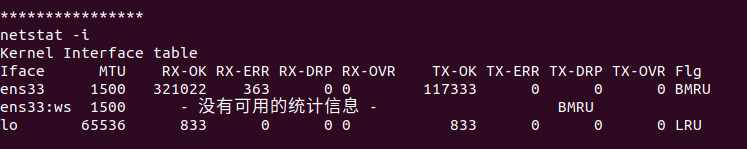 ****************
netstat -i
Kernel Interface table
Iface      MTU    RX-OK RX-ERR RX-DRP RX-OVR    TX-OK TX-ERR TX-DRP TX-OVR Flg
ens33     1500   321022    363      0 0        117333      0      0      0 BMRU
ens33:ws  1500     - 没有可用的统计信息 -                    BMRU
lo       65536      833      0      0 0           833      0      0      0 LRU